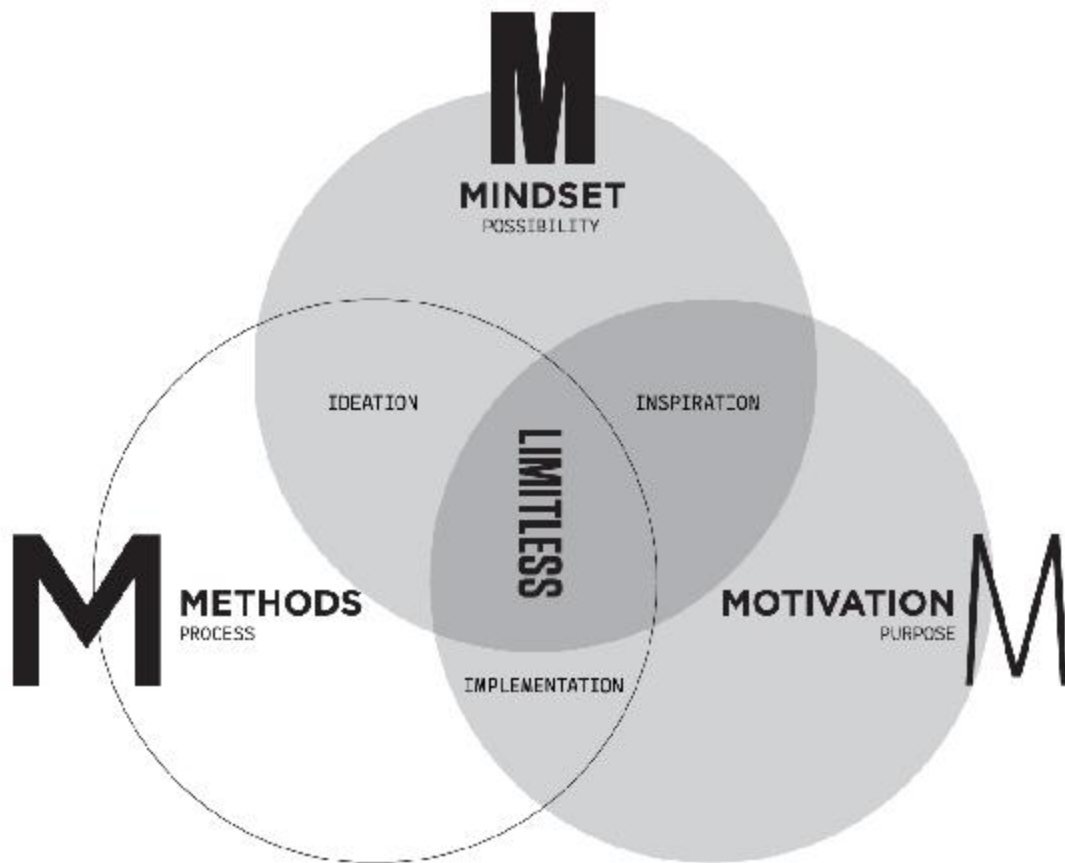 M
MINDSET
POSSIBILITY
IDEATION
INSPIRATION
LIMITLESS
M
METHODS
PROCESS
MOTIVATION
PURPOSE
M
IMPLEMENTATION